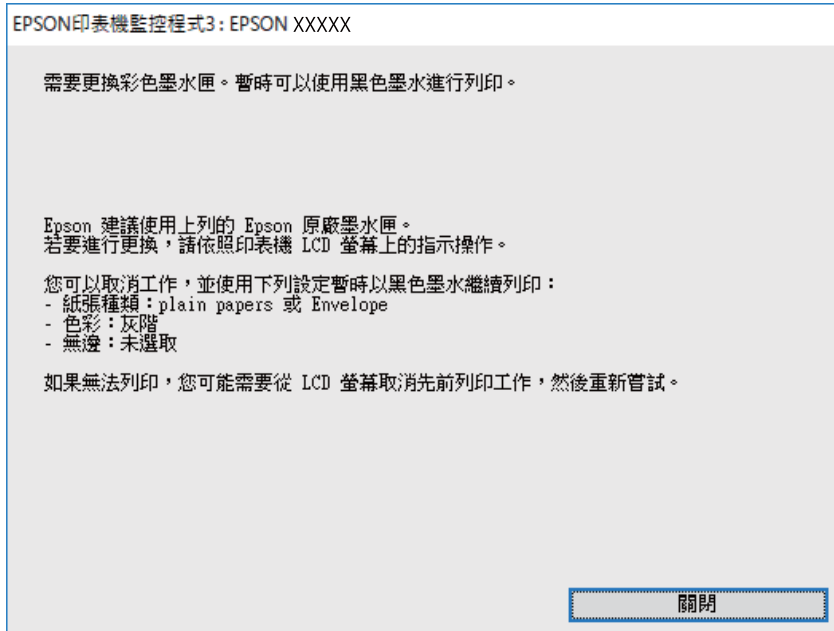 EPSON印表機監控程式3 : EPSON XXXXX
需要更換彩色墨水匣。暫時可以使用黑色墨水進行列印。
Epson 建議使用上列的 Epson 原廠墨水匣。
若要進行更換，請依照印表機 LCD 螢幕上的指示操作。
您可以取消工作，並使用下列設定暫時以黑色墨水繼續列印：
- 紙張種類：plain papers 或 Envelope
- 色彩：灰階
- 無邊：未選取
如果無法列印，您可能需要從 LCD 螢幕取消先前列印工作，然後重新嘗試。
關閉